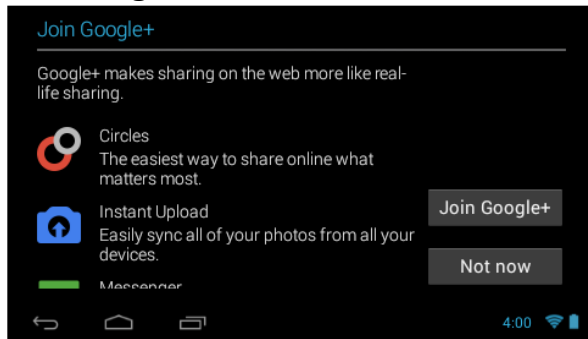 Join Google+
Google+ makes sharing on the web more like real-
life sharing.
Circles
The easiest way to share online what
matters most.
Instant Upload
Easily sync all of your photos from all your
devices.
Messenger
Join Google+
Not now
4:00